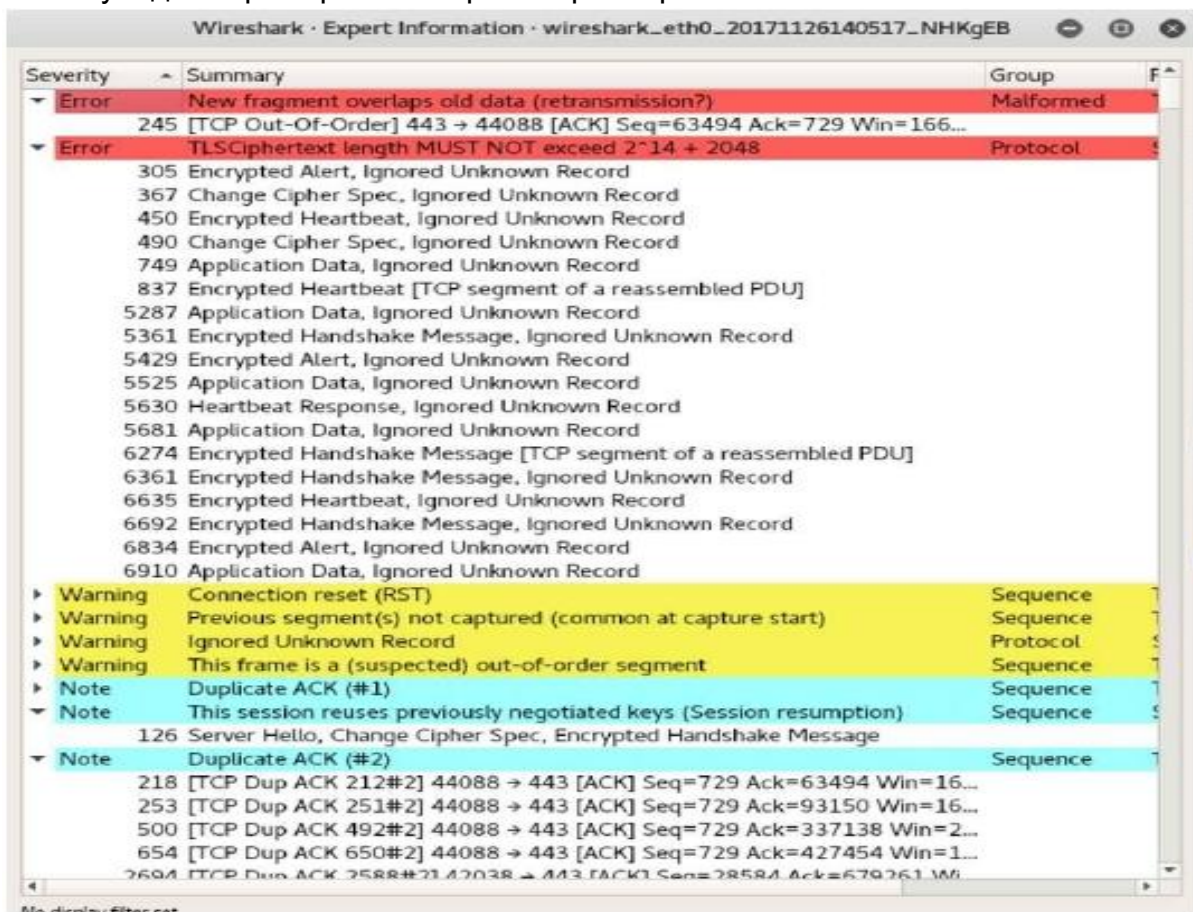 Wireshark · Expert Information · wireshark_eth0_20171126140517_NHKgEB
Severity Summary Group
Error New fragment overlaps old data (retransmission?) Malformed
245 [TCP Out-Of-Order] 443 → 44088 [ACK] Seq=63494 Ack=729 Win=166...
Error TLSCiphertext length MUST NOT exceed 2^14 + 2048 Protocol
305 Encrypted Alert, Ignored Unknown Record
367 Change Cipher Spec, Ignored Unknown Record
450 Encrypted Heartbeat, Ignored Unknown Record
490 Change Cipher Spec, Ignored Unknown Record
749 Application Data, Ignored Unknown Record
837 Encrypted Heartbeat [TCP segment of a reassembled PDU]
5287 Application Data, Ignored Unknown Record
5361 Encrypted Handshake Message, Ignored Unknown Record
5429 Encrypted Alert, Ignored Unknown Record
5525 Application Data, Ignored Unknown Record
5630 Heartbeat Response, Ignored Unknown Record
5681 Application Data, Ignored Unknown Record
6274 Encrypted Handshake Message [TCP segment of a reassembled PDU]
6361 Encrypted Handshake Message, Ignored Unknown Record
6635 Encrypted Heartbeat, Ignored Unknown Record
6692 Encrypted Handshake Message, Ignored Unknown Record
6834 Encrypted Alert, Ignored Unknown Record
6910 Application Data, Ignored Unknown Record
Warning Connection reset (RST) Sequence
Warning Previous segment(s) not captured (common at capture start) Sequence
Warning Ignored Unknown Record Protocol
Warning This frame is a (suspected) out-of-order segment Sequence
Note Duplicate ACK (#1) Sequence
Note This session reuses previously negotiated keys (Session resumption) Sequence
126 Server Hello, Change Cipher Spec, Encrypted Handshake Message
Note Duplicate ACK (#2) Sequence
218 [TCP Dup ACK 212#2] 44088 → 443 [ACK] Seq=729 Ack=63494 Win=16...
253 [TCP Dup ACK 251#2] 44088 → 443 [ACK] Seq=729 Ack=93150 Win=16...
500 [TCP Dup ACK 492#2] 44088 → 443 [ACK] Seq=729 Ack=337138 Win=2...
654 [TCP Dup ACK 650#2] 44088 → 443 [ACK] Seq=729 Ack=427454 Win=1...
2694 [TCP Dup ACK 2588#2] 42038 → 443 [ACK] Seq=28584 Ack=679261 Wi
No display filter set